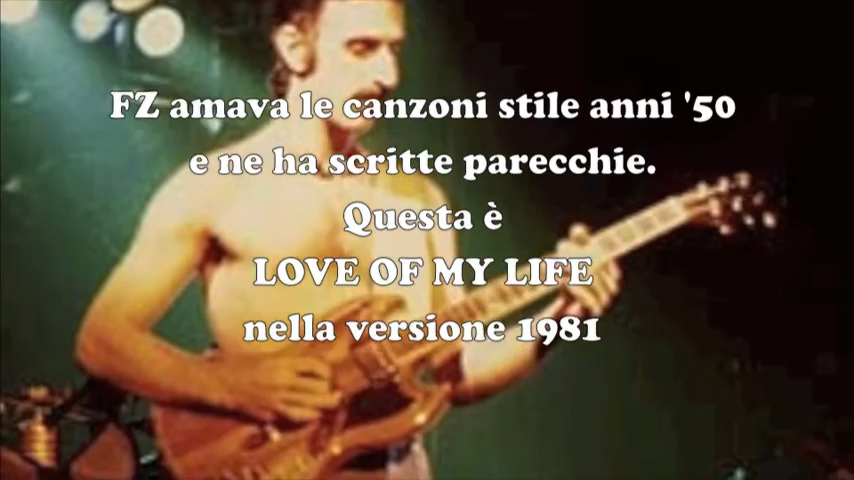 FZ amava le canzoni stile anni '50
e ne ha scritte parecchie.
Questa è
LOVE OF MY LIFE
nella versione 1981